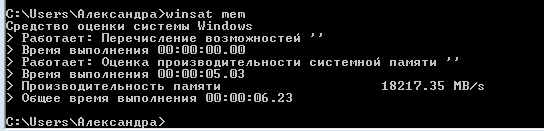 C:\Users\Александра>winsat mem
Средство оценки системы Windows
> Работает: Перечисление возможностей ''
> Время выполнения 00:00:00.00
> Работает: Оценка производительности системной памяти ''
> Время выполнения 00:00:05.03
> Производительность памяти 18217.35 MB/s
> Общее время выполнения 00:00:06.23
C:\Users\Александра>